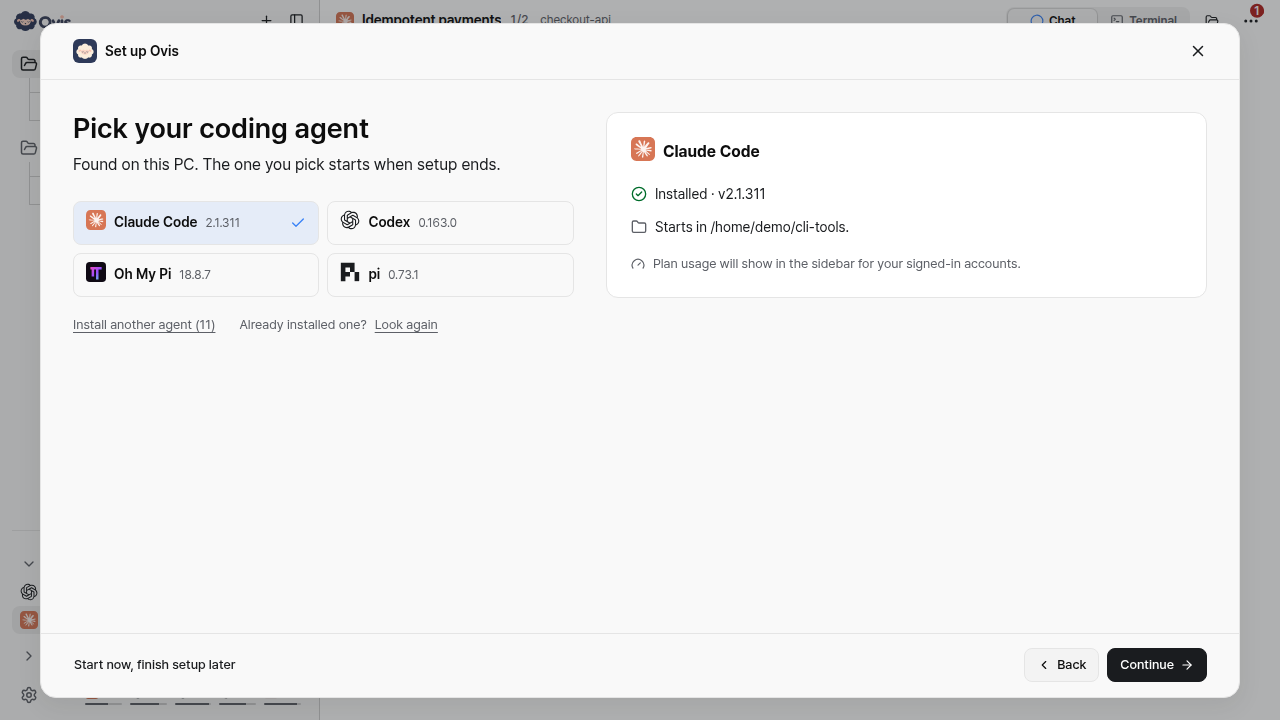 Idempotent payments 1/2 checkout-api
Chat
Terminal
1
Set up Ovis
Pick your coding agent
Found on this PC. The one you pick starts when setup ends.
Claude Code 2.1.311
Codex 0.163.0
Oh My Pi 18.8.7
pi 0.73.1
Install another agent (11)
Already installed one? Look again
Claude Code
Installed · v2.1.311
Starts in /home/demo/cli-tools.
Plan usage will show in the sidebar for your signed-in accounts.
Start now, finish setup later
Back
Continue